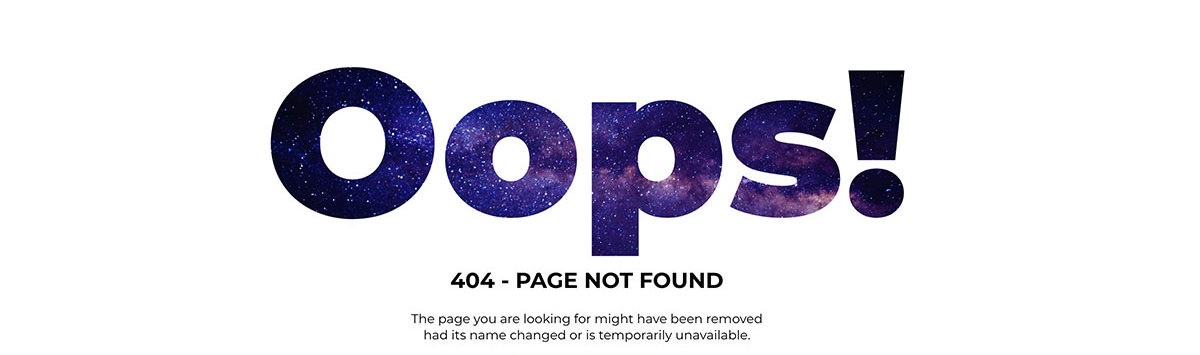 Oops!
404 - PAGE NOT FOUND
The page you are looking for might have been removed
had its name changed or is temporarily unavailable.